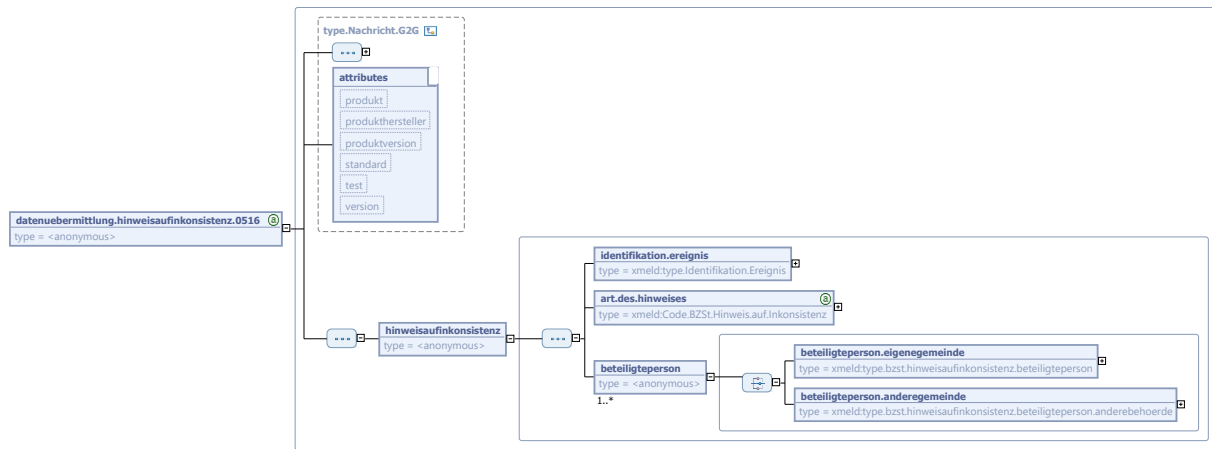 type.Nachricht.G2G
attributes
produkt
produkthersteller
produktversion
standard
test
version
datenuebermittlung.hinweisaufinkonsistenz.0516 a
type = <anonymous>
hinweisaufinkonsistenz
type = <anonymous>
identifikation.ereignis
type = xmeld:type.Identifikation.Ereignis
art.des.hinweises a
type = xmeld:Code.BZSt.Hinweis.auf.Inkonsistenz
beteiligteperson
type = <anonymous>
1..*
beteiligteperson.eigenegemeinde
type = xmeld:type.bzst.hinweisaufinkonsistenz.beteiligteperson
beteiligteperson.anderegemeinde
type = xmeld:type.bzst.hinweisaufinkonsistenz.beteiligteperson.anderebehoerde